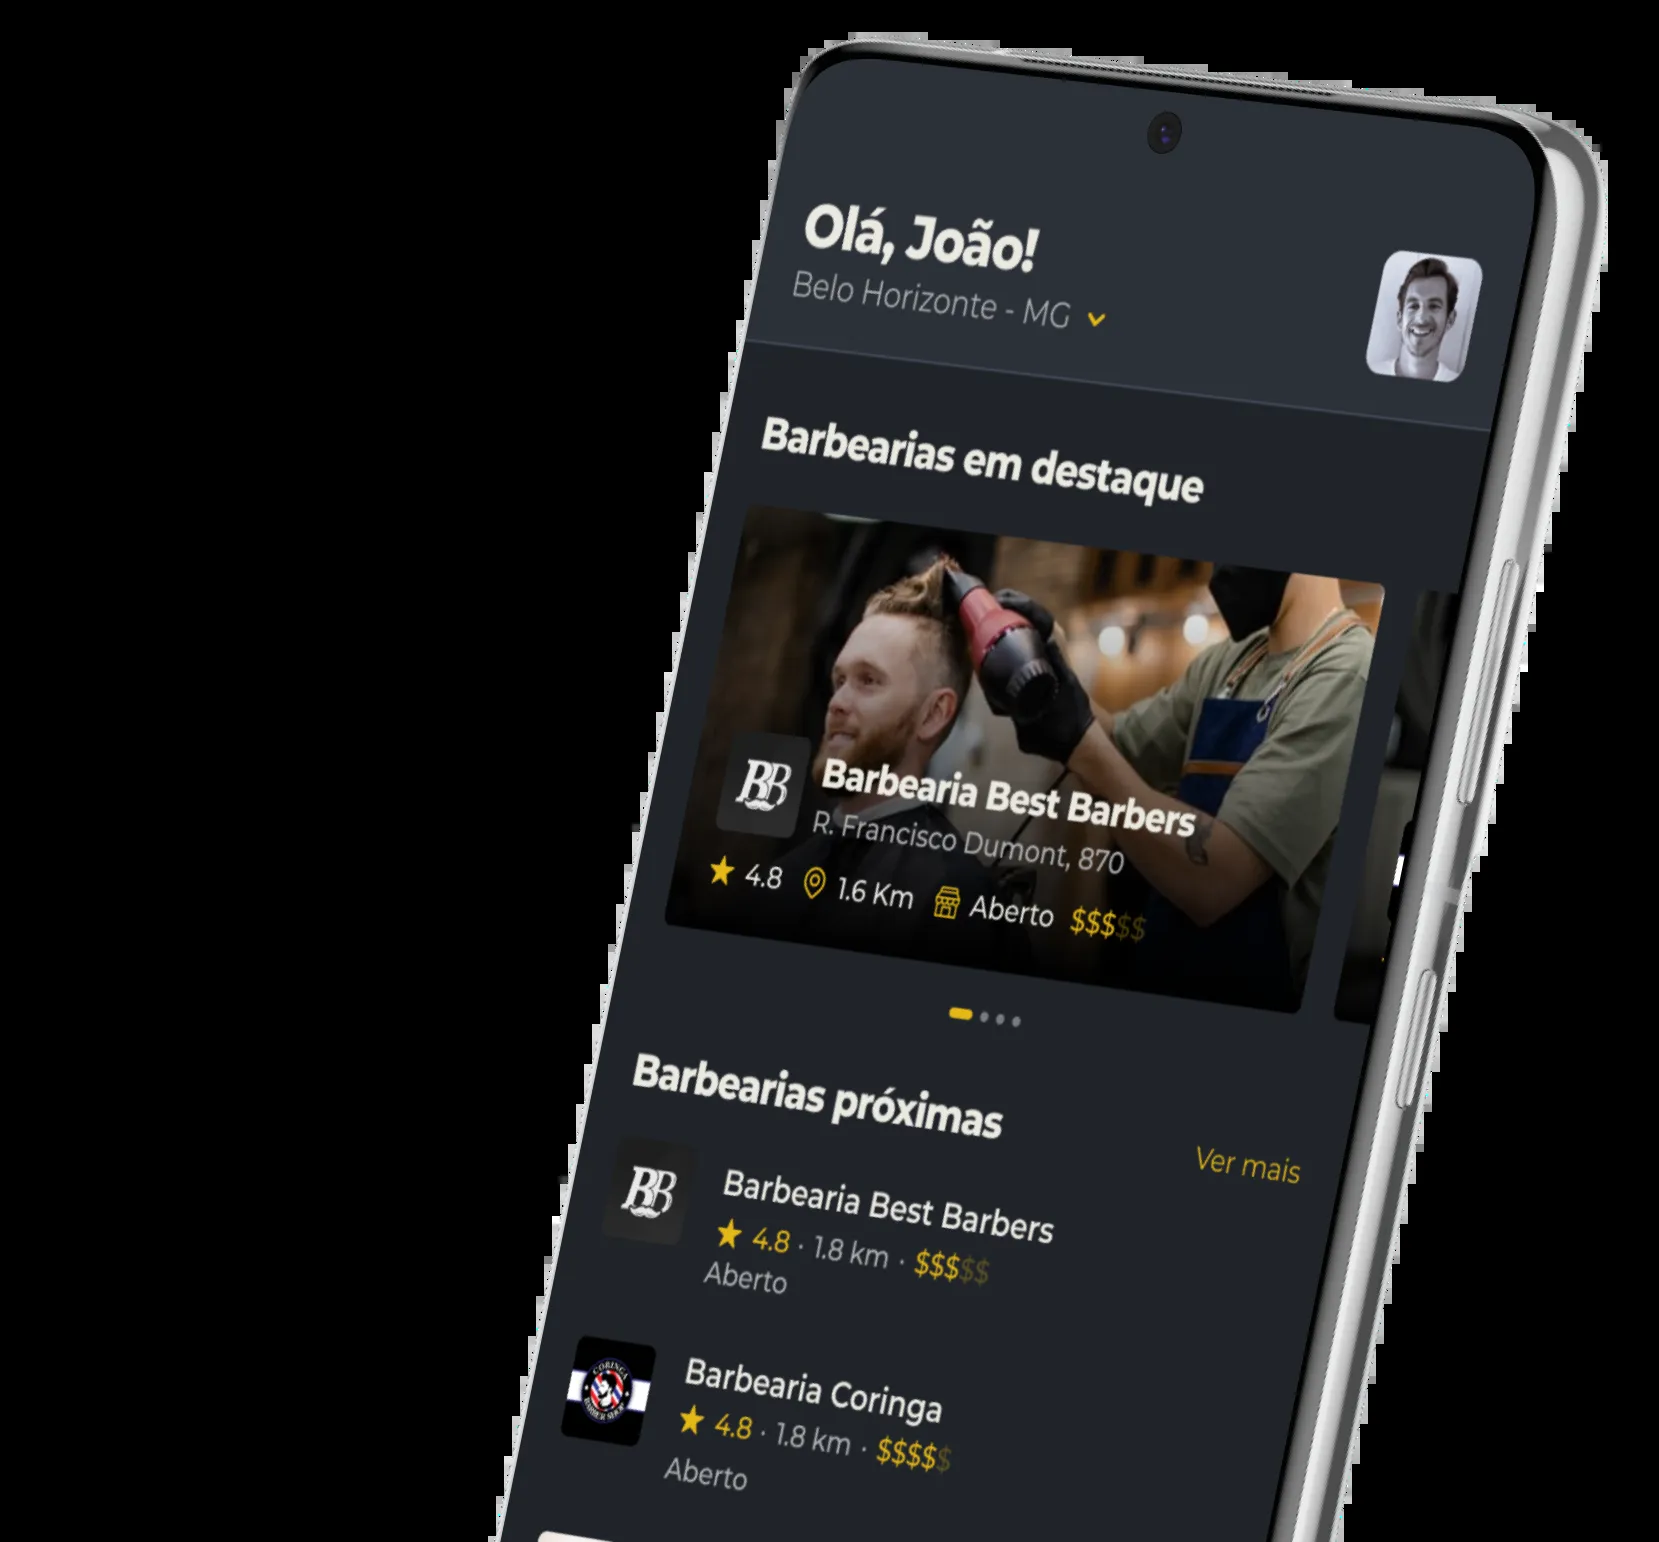 Olá, João!
Belo Horizonte - MG
Barbearias em destaque
BB
Barbearia Best Barbers
R. Francisco Dumont, 870
4.8 1.6 Km Aberto $$$$$
Barbearias próximas
Ver mais
BB
Barbearia Best Barbers
4.8 · 1.8 km · $$$$$
Aberto
CORINGA
BARBER SHOP
Barbearia Coringa
4.8 · 1.8 km · $$$$$
Aberto